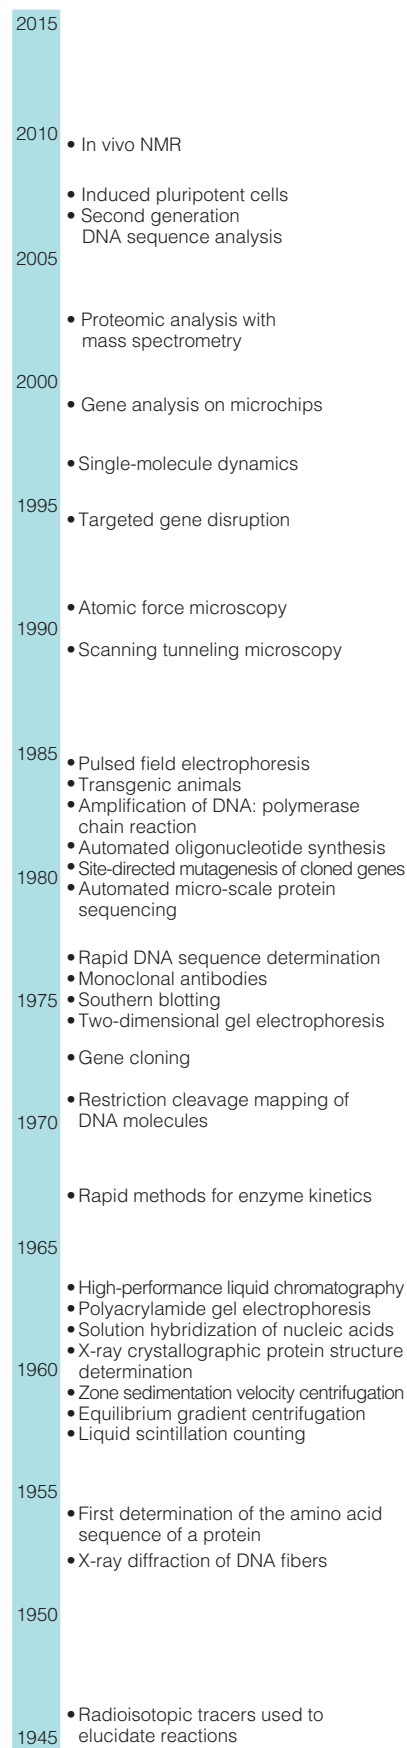 2015
2010
• In vivo NMR
• Induced pluripotent cells
• Second generation
DNA sequence analysis
2005
• Proteomic analysis with
mass spectrometry
2000
• Gene analysis on microchips
• Single-molecule dynamics
1995
• Targeted gene disruption
• Atomic force microscopy
1990
• Scanning tunneling microscopy
1985
• Pulsed field electrophoresis
• Transgenic animals
• Amplification of DNA: polymerase
chain reaction
• Automated oligonucleotide synthesis
• Site-directed mutagenesis of cloned genes
1980
• Automated micro-scale protein
sequencing
• Rapid DNA sequence determination
• Monoclonal antibodies
1975
• Southern blotting
• Two-dimensional gel electrophoresis
• Gene cloning
• Restriction cleavage mapping of
DNA molecules
1970
• Rapid methods for enzyme kinetics
1965
• High-performance liquid chromatography
• Polyacrylamide gel electrophoresis
• Solution hybridization of nucleic acids
• X-ray crystallographic protein structure
determination
1960
• Zone sedimentation velocity centrifugation
• Equilibrium gradient centrifugation
• Liquid scintillation counting
1955
• First determination of the amino acid
sequence of a protein
• X-ray diffraction of DNA fibers
1950
• Radioisotopic tracers used to
elucidate reactions
1945